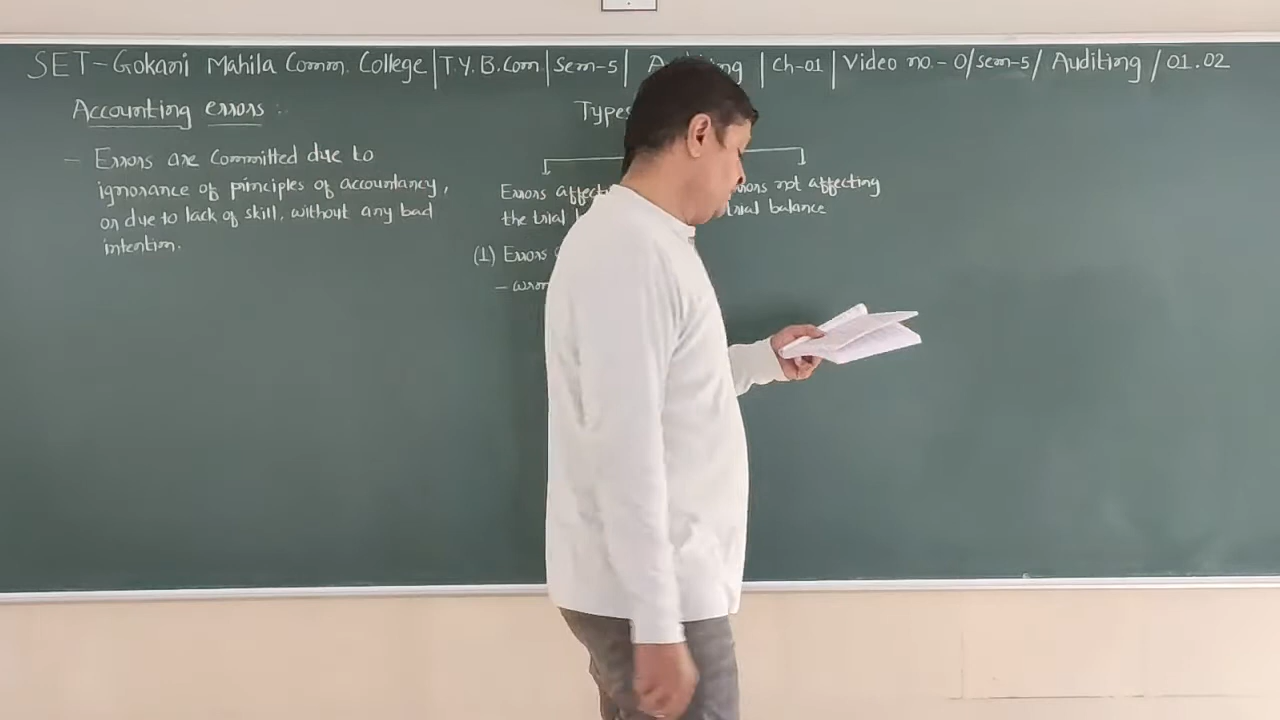 SET-Gokani Mahila Comm. College | T.Y.B.Com. | Sem-5 | Auditing | Ch-01 | Video no. - 0/sem-5/ Auditing / 01.02
Accounting errors :
Types
- Errors are committed due to
ignorance of principles of accountancy,
or due to lack of skill, without any bad
intention.
Errors
the trial
not affecting
trial balance
(1) Errors